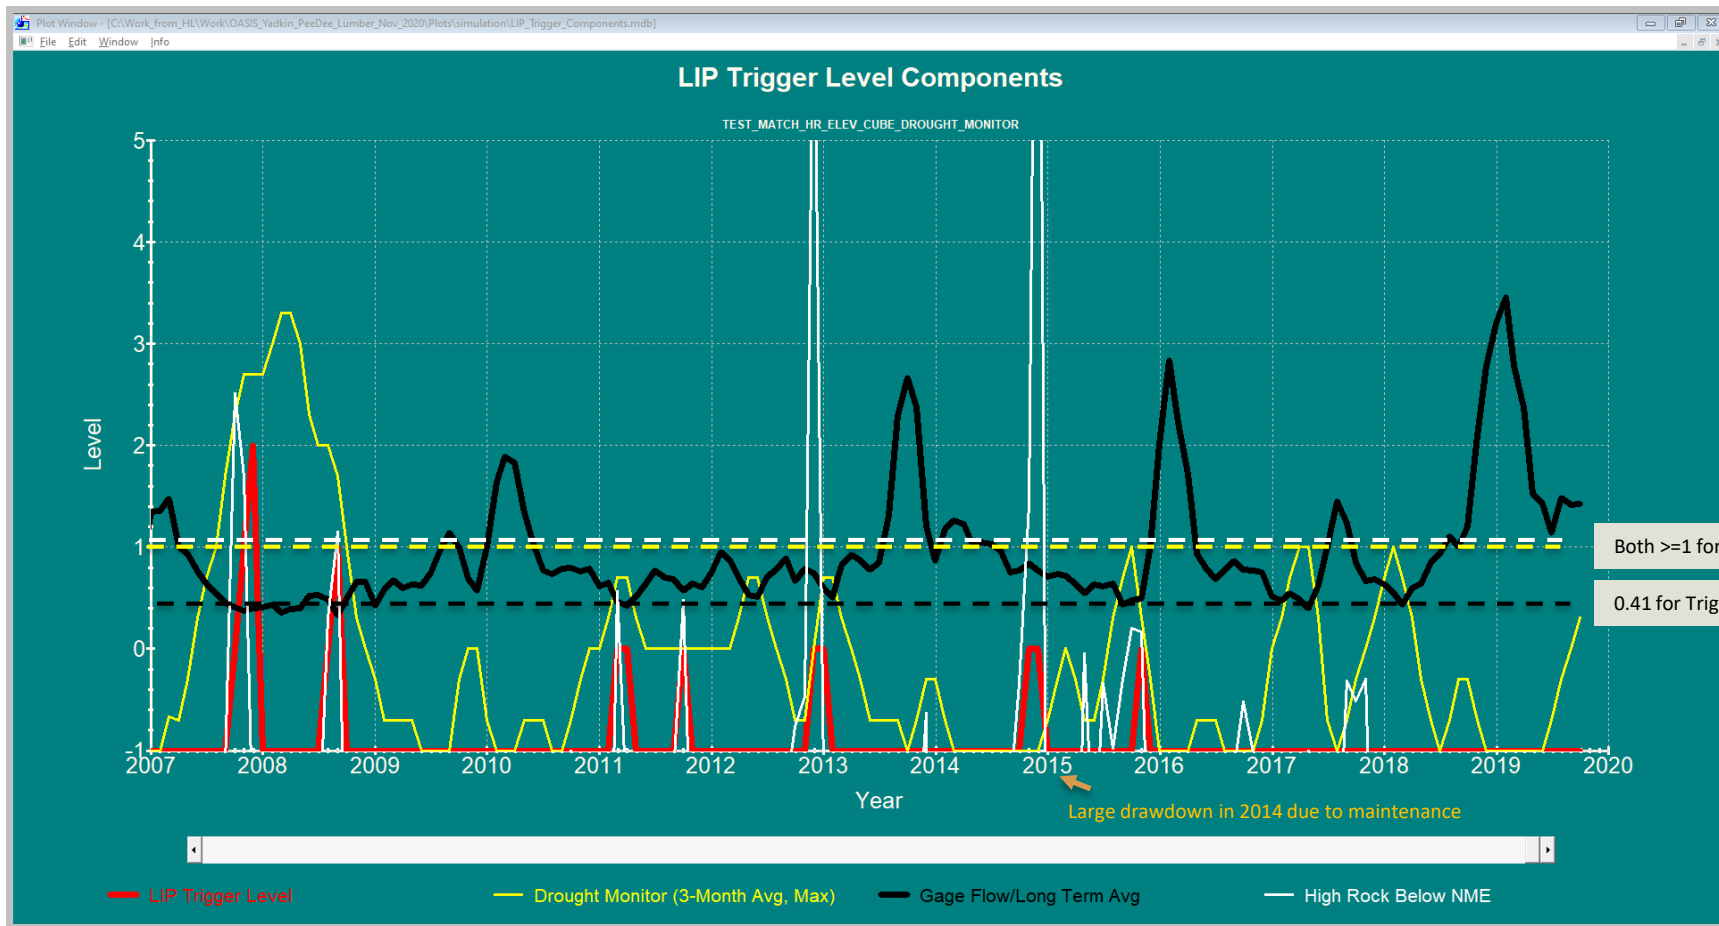 Plot Window - [C:\Work_from_HL\Work\OASIS_Yadkin_PeeDee_Lumber_Nov_2020\Plots\simulation\LIP_Trigger_Components.mdb]
File Edit Window Info
LIP Trigger Level Components
TEST_MATCH_HR_ELEV_CUBE_DROUGHT_MONITOR
5
4
3
2
1
0
-1
Level
Both >=1 for
0.41 for Trig
2007 2008 2009 2010 2011 2012 2013 2014 2015 2016 2017 2018 2019 2020
Year
Large drawdown in 2014 due to maintenance
LIP Trigger Level Drought Monitor (3-Month Avg, Max) Gage Flow/Long Term Avg High Rock Below NME